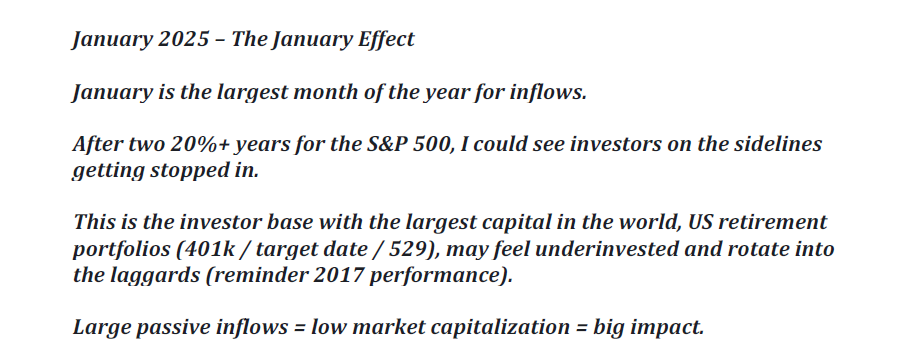 January 2025 – The January Effect
January is the largest month of the year for inflows.
After two 20%+ years for the S&P 500, I could see investors on the sidelines
getting stopped in.
This is the investor base with the largest capital in the world, US retirement
portfolios (401k / target date / 529), may feel underinvested and rotate into
the laggards (reminder 2017 performance).
Large passive inflows = low market capitalization = big impact.